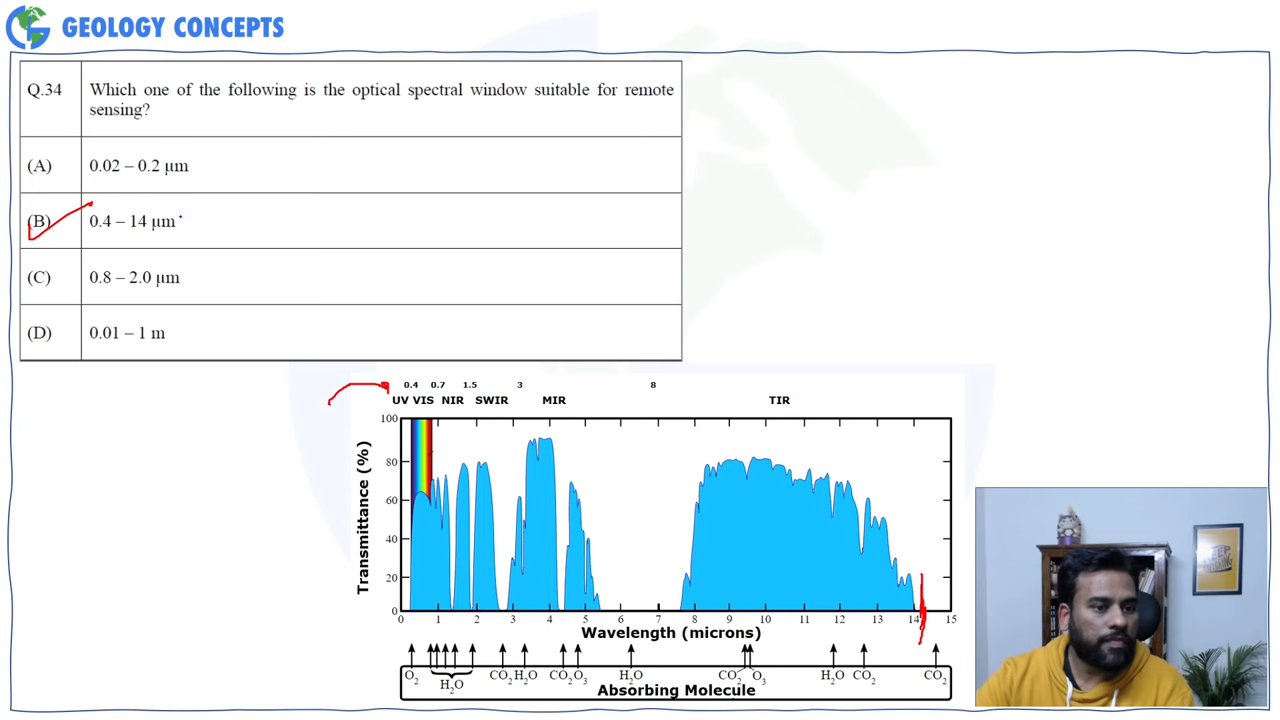 GEOLOGY CONCEPTS
Q.34 Which one of the following is the optical spectral window suitable for remote
sensing?
(A) 0.02 – 0.2 µm
(B) 0.4 – 14 µm
(C) 0.8 – 2.0 µm
(D) 0.01 – 1 m
0.4 0.7 1.5 3 8
UV VIS NIR SWIR MIR TIR
100
80
60
40
20
0
Transmittance (%)
0 1 2 3 4 5 6 7 8 9 10 11 12 13 14 15
Wavelength (microns)
O2 H2O CO2 H2O CO2 O3 H2O CO2 O3 H2O CO2 CO2
Absorbing Molecule
KEEP